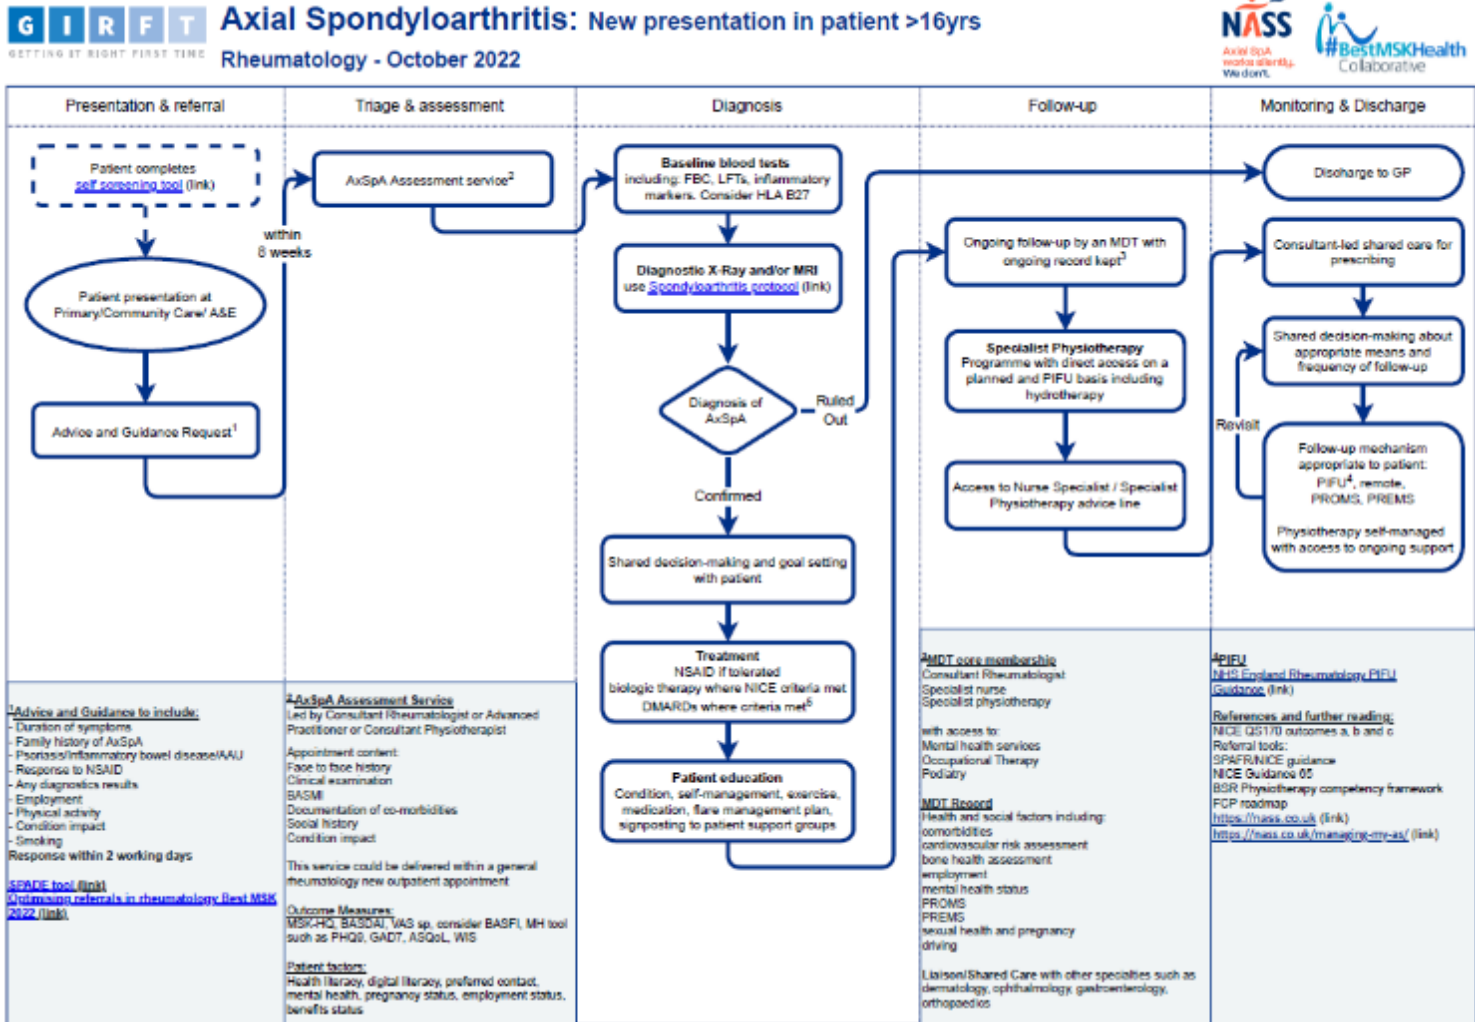 GIRFT
GETTING IT RIGHT FIRST TIME
Axial Spondyloarthritis: New presentation in patient >16yrs
Rheumatology - October 2022
NASS
Axial SpA
works silently.
We don't.
#BestMSKHealth
Collaborative
Presentation & referral
Triage & assessment
Diagnosis
Follow-up
Monitoring & Discharge
Patient completes
self screening tool (link)
Patient presentation at
Primary/Community Care/ A&E
Advice and Guidance Request1
within
8 weeks
AxSpA Assessment service2
Baseline blood tests
including: FBC, LFTs, inflammatory
markers. Consider HLA B27
Diagnostic X-Ray and/or MRI
use Spondyloarthritis protocol (link)
Diagnosis of
AxSpA
Ruled
Out
Confirmed
Shared decision-making and goal setting
with patient
Treatment
NSAID if tolerated
biologic therapy where NICE criteria met
DMARDs where criteria met5
Patient education
Condition, self-management, exercise,
medication, flare management plan,
signposting to patient support groups
Ongoing follow-up by an MDT with
ongoing record kept3
Specialist Physiotherapy
Programme with direct access on a
planned and PIFU basis including
hydrotherapy
Access to Nurse Specialist / Specialist
Physiotherapy advice line
Discharge to GP
Consultant-led shared care for
prescribing
Shared decision-making about
appropriate means and
frequency of follow-up
Revisit
Follow-up mechanism
appropriate to patient:
PIFU4, remote,
PROMS, PREMS
Physiotherapy self-managed
with access to ongoing support
1Advice and Guidance to include:
- Duration of symptoms
- Family history of AxSpA
- Psoriasis/Inflammatory bowel disease/AAU
- Response to NSAID
- Any diagnostics results
- Employment
- Physical activity
- Condition impact
- Smoking
Response within 2 working days
SPADE tool (link)
Optimising referrals in rheumatology Best MSK
2022 (link)
2AxSpA Assessment Service
Led by Consultant Rheumatologist or Advanced
Practitioner or Consultant Physiotherapist
Appointment content:
Face to face history
Clinical examination
BASMI
Documentation of co-morbidities
Social history
Condition impact
This service could be delivered within a general
rheumatology new outpatient appointment
Outcome Measures:
MSK-HQ, BASDAI, VAS sp, consider BASFI, MH tool
such as PHQ9, GAD7, ASQoL, WIS
Patient factors:
Health literacy, digital literacy, preferred contact,
mental health, pregnancy status, employment status,
benefits status
3MDT core membership
Consultant Rheumatologist
Specialist nurse
Specialist physiotherapy
with access to:
Mental health services
Occupational Therapy
Podiatry
MDT Record
Health and social factors including:
comorbidities
cardiovascular risk assessment
bone health assessment
employment
mental health status
PROMS
PREMS
sexual health and pregnancy
driving
Liaison/Shared Care with other specialties such as
dermatology, ophthalmology, gastroenterology,
orthopaedics
4PIFU
NHS England Rheumatology PIFU
Guidance (link)
References and further reading:
NICE QS170 outcomes a, b and c
Referral tools:
SPAFR/NICE guidance
NICE Guidance 65
BSR Physiotherapy competency framework
FCP roadmap
https://nass.co.uk (link)
https://nass.co.uk/managing-my-as/ (link)